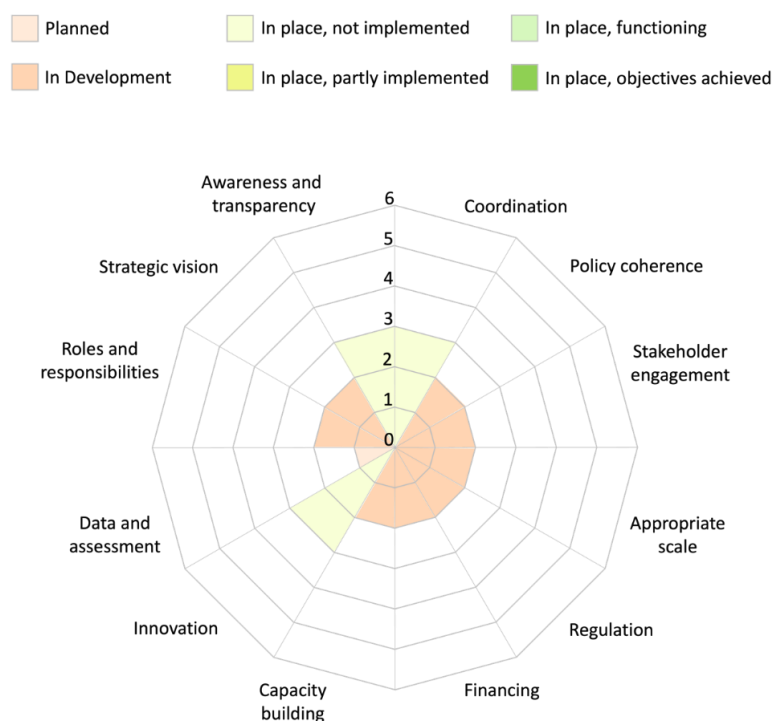 Planned
In place, not implemented
In place, functioning
In Development
In place, partly implemented
In place, objectives achieved
Awareness and
transparency
6
Coordination
5
Strategic vision
Policy coherence
4
3
Roles and
responsibilities
Stakeholder
engagement
2
1
0
Data and
assessment
Appropriate
scale
Innovation
Regulation
Capacity
building
Financing